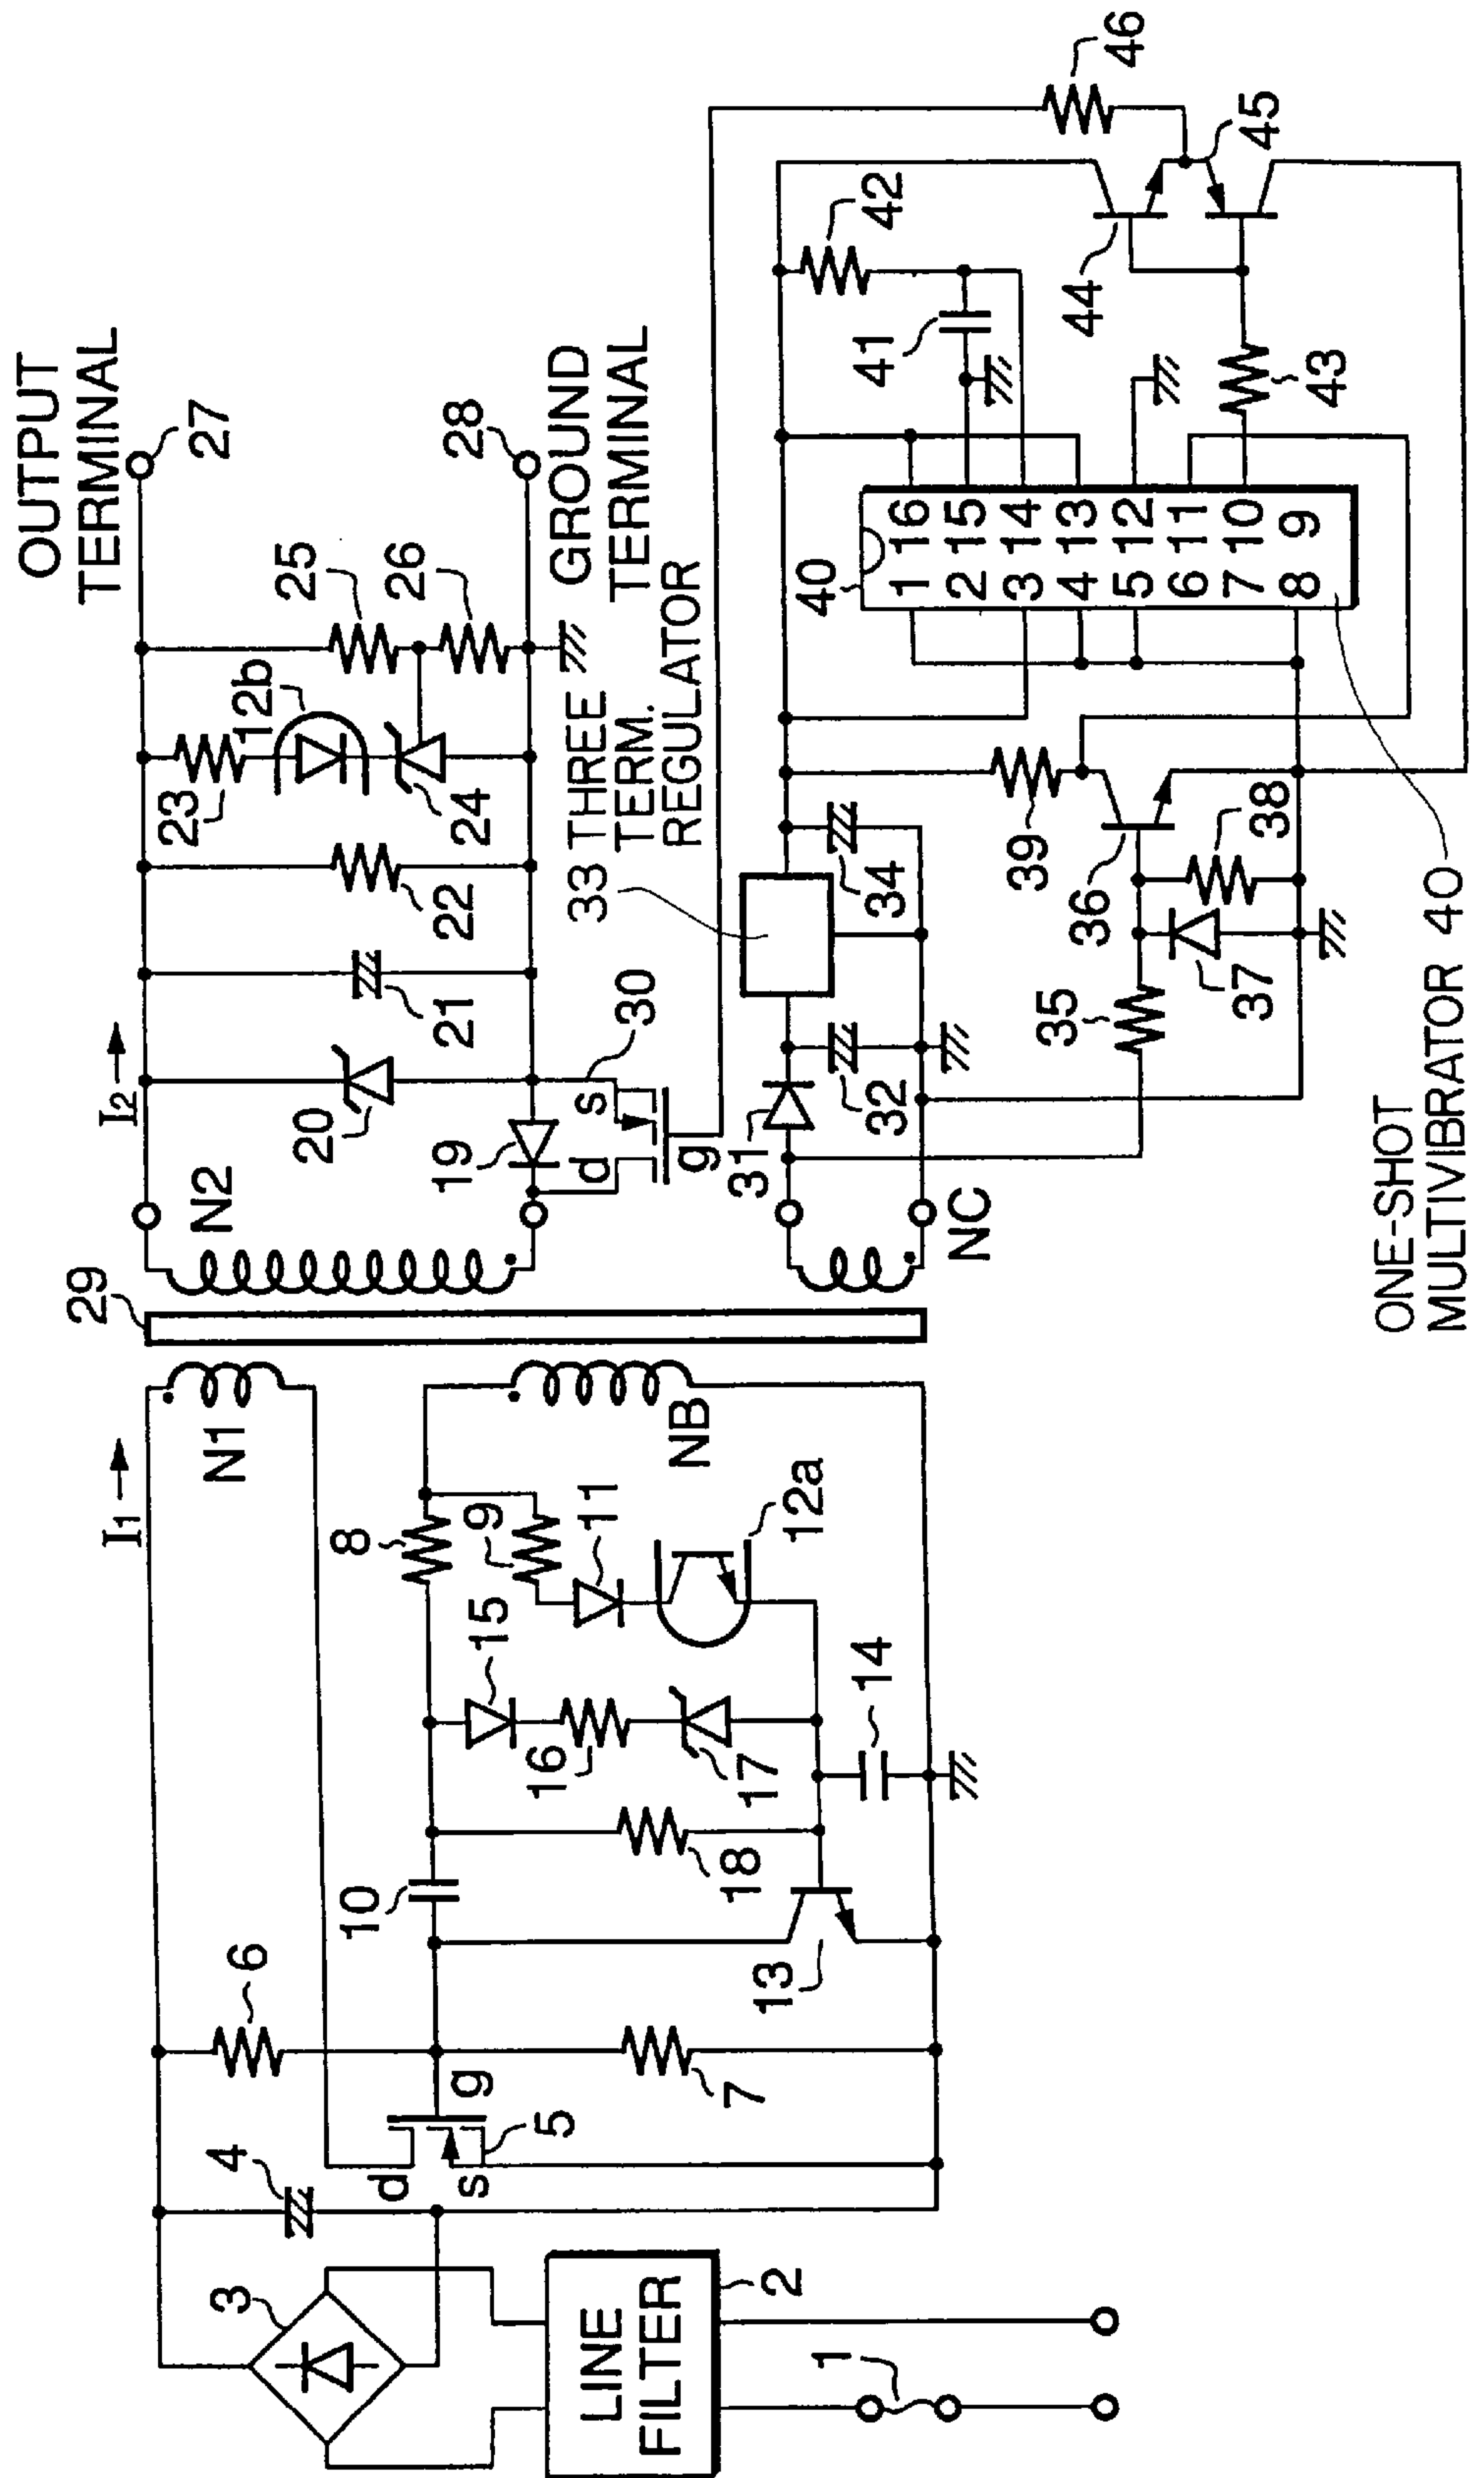 OUTPUT
TERMINAL
27
I2
N2
20
21
22
23
12b
24
25
26
28
GROUND
TERMINAL
19
d
s
g
30
29
I1
N1
NB
8
9
11
12a
15
16
17
14
18
10
13
6
7
g
d
s
5
4
3
LINE
FILTER
2
1
33 THREE
TERM.
REGULATOR
31
32
NC
34
35
36
37
38
39
40
1 16
2 15
3 14
4 13
5 12
6 11
7 10
8 9
41
42
43
44
45
46
ONE-SHOT
MULTIVIBRATOR 40